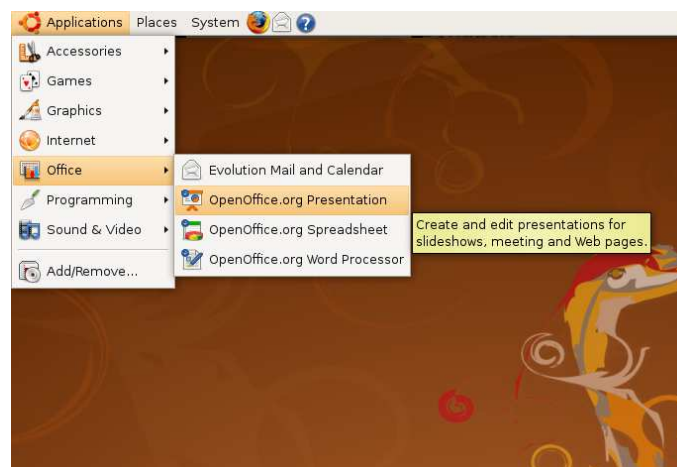 Applications Places System
Accessories
Games
Graphics
Internet
Office
Programming
Sound & Video
Add/Remove...
Evolution Mail and Calendar
OpenOffice.org Presentation
OpenOffice.org Spreadsheet
OpenOffice.org Word Processor
Create and edit presentations for
slideshows, meeting and Web pages.